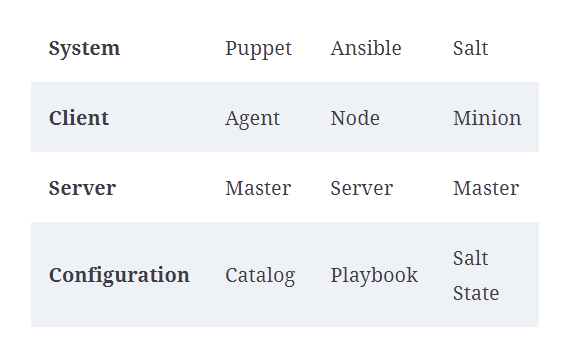 System Puppet Ansible Salt
Client Agent Node Minion
Server Master Server Master
Configuration Catalog Playbook Salt
State